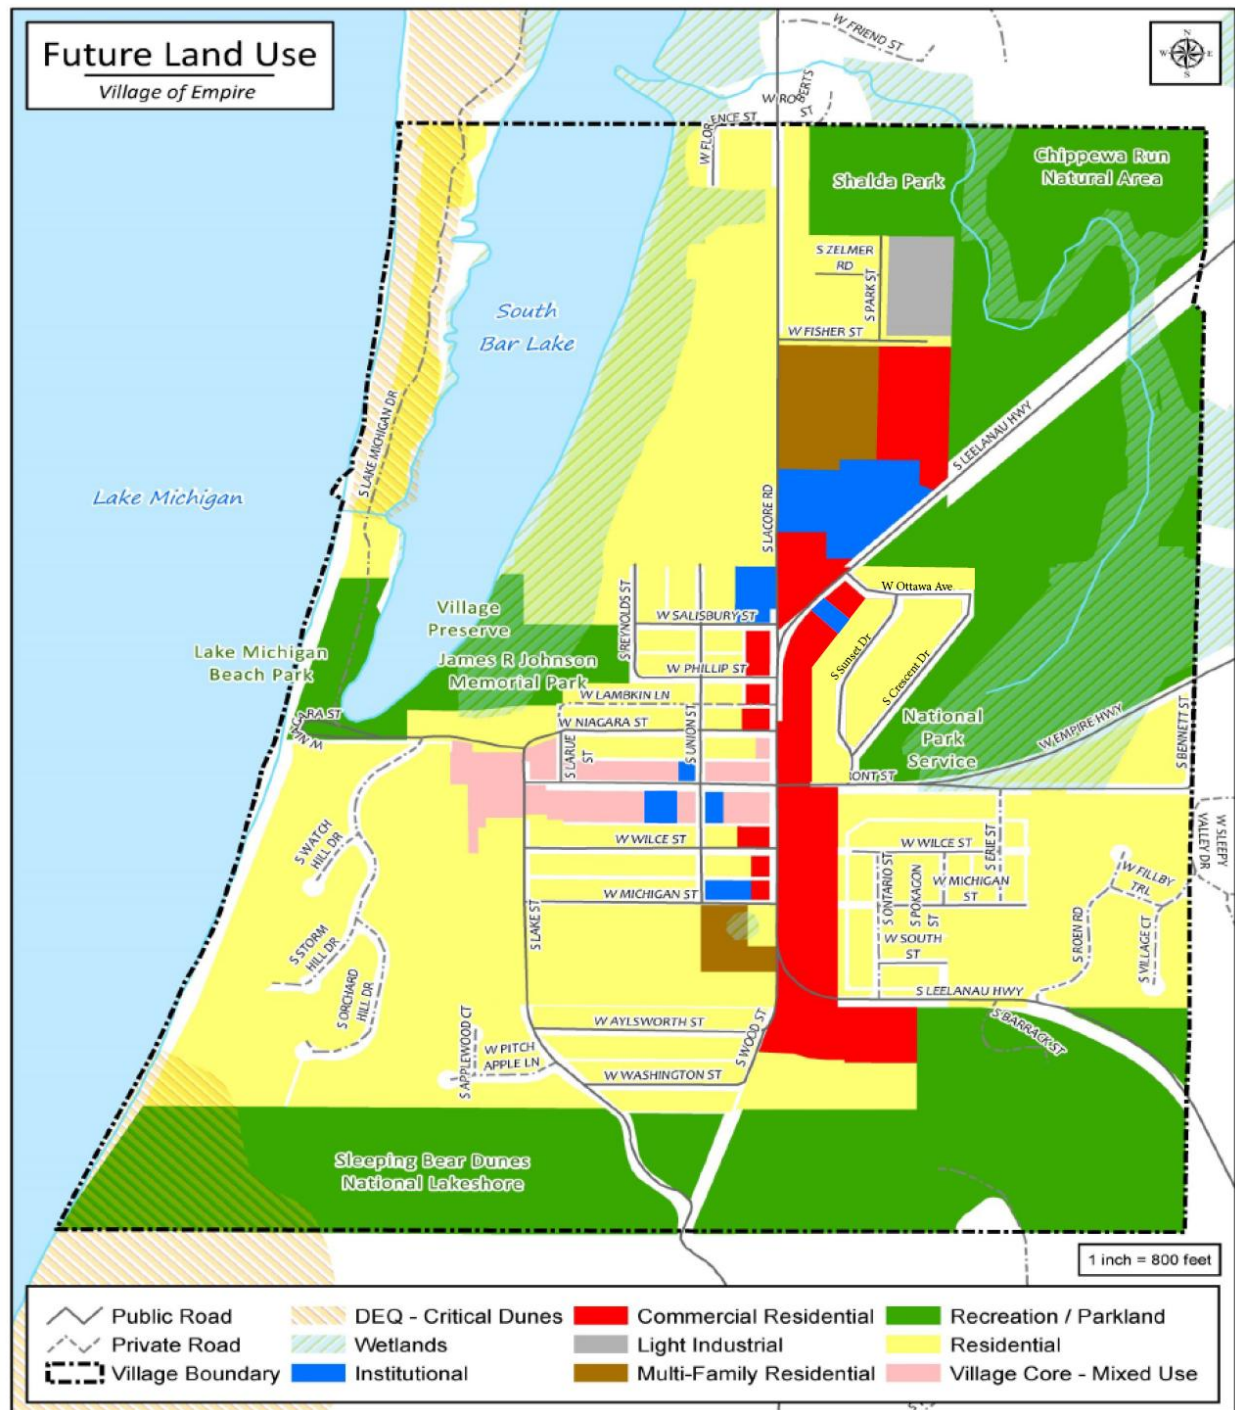 Future Land Use
Village of Empire
N
W E
S
W FRIEND ST
W ROBERTS
ST
W FLORENCE ST
Chippewa Run
Natural Area
Shalda Park
S ZELMER
RD
S PARK ST
W FISHER ST
South
Bar Lake
S LAKE MICHIGAN DR
S LEELANAU HWY
Lake Michigan
S LACORE RD
W Ottawa Ave
Village
Preserve
S REYNOLDS ST
W SALISBURY ST
S Sunset Dr
S Crescent Dr
Lake Michigan
Beach Park
James R Johnson
Memorial Park
W PHILLIP ST
W LAMBKIN LN
W NIAGARA ST
W NIAGARA ST
S LARUE
ST
S UNION ST
National
Park
Service
W EMPIRE HWY
S BENNETT ST
ONT ST
S WATCH
HILL DR
W WILCE ST
W WILCE ST
S ERIE ST
W SLEEPY
VALLEY DR
W MICHIGAN ST
S ONTARIO ST
S POKAGON
ST
W MICHIGAN
ST
W FILLBY
TRL
S STORM
HILL DR
S LAKE ST
W SOUTH
ST
S ROEN RD
S VILLAGE CT
S ORCHARD
HILL DR
S LEELANAU HWY
S BARRACK ST
W AYLSWORTH ST
S WOOD ST
S APPLEWOOD CT
W PITCH
APPLE LN
W WASHINGTON ST
Sleeping Bear Dunes
National Lakeshore
1 inch = 800 feet
Public Road
DEQ - Critical Dunes
Commercial Residential
Recreation / Parkland
Private Road
Wetlands
Light Industrial
Residential
Village Boundary
Institutional
Multi-Family Residential
Village Core - Mixed Use